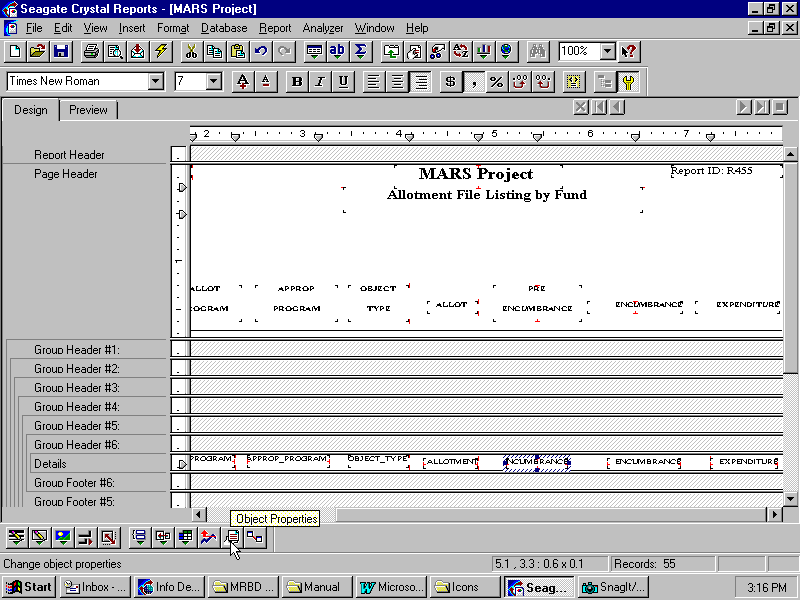 Seagate Crystal Reports - [MARS Project]
File Edit View Insert Format Database Report Analyzer Window Help
100%
Times New Roman 7 B I U $ , %
Design Preview
2 3 4 5 6 7
Report Header
Page Header
MARS Project Report ID: R455
Allotment File Listing by Fund
1
ALLOT APPROP OBJECT PRE
ROGRAM PROGRAM TYPE ALLOT ENCUMBRANCE ENCUMBRANCE EXPENDITURE
Group Header #1:
Group Header #2:
Group Header #3:
Group Header #4:
Group Header #5:
Group Header #6:
Details PROGRAM APPROP_PROGRAM OBJECT_TYPE ALLOTMENT ENCUMBRANCE ENCUMBRANCE EXPENDITURE
Group Footer #6:
Group Footer #5:
Object Properties
Change object properties 5.1 , 3.3 : 0.6 x 0.1 Records: 55
Start Inbox - ... Info De... MRBD ... Manual Microso... Icons Seag... SnagIt/... 3:16 PM